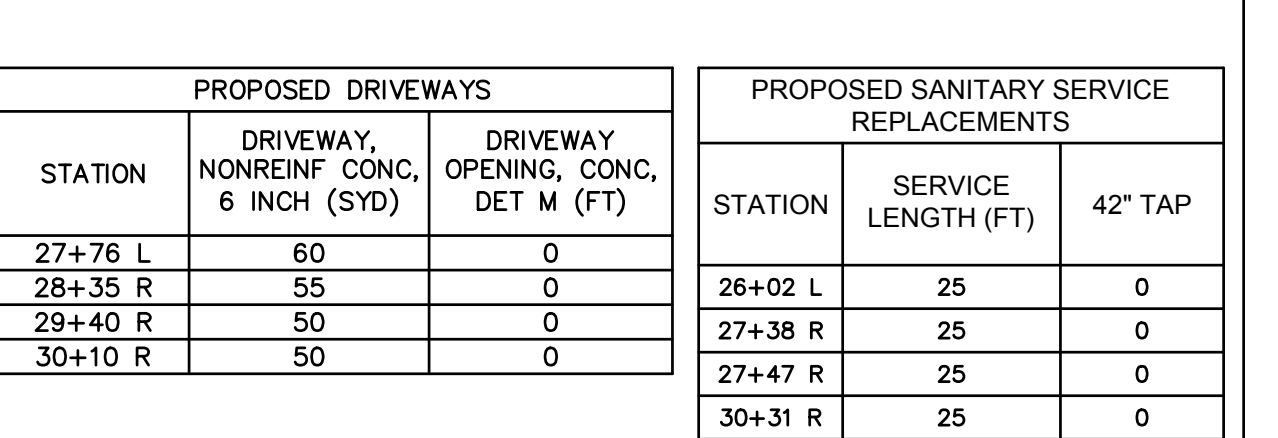 PROPOSED DRIVEWAYS
STATION
DRIVEWAY,
NONREINF CONC,
6 INCH (SYD)
DRIVEWAY
OPENING, CONC,
DET M (FT)
27+76 L 60 0
28+35 R 55 0
29+40 R 50 0
30+10 R 50 0
PROPOSED SANITARY SERVICE
REPLACEMENTS
STATION
SERVICE
LENGTH (FT)
42" TAP
26+02 L 25 0
27+38 R 25 0
27+47 R 25 0
30+31 R 25 0